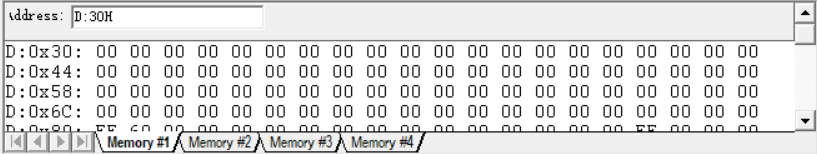 Address: D:30H
D:0x30: 00 00 00 00 00 00 00 00 00 00 00 00 00 00 00 00 00 00 00 00
D:0x44: 00 00 00 00 00 00 00 00 00 00 00 00 00 00 00 00 00 00 00 00
D:0x58: 00 00 00 00 00 00 00 00 00 00 00 00 00 00 00 00 00 00 00 00
D:0x6C: 00 00 00 00 00 00 00 00 00 00 00 00 00 00 00 00 00 00 00 00
D:0x80: FF 60 00 00 00 00 00 00 00 00 00 00 00 00 00 00 FF 00 00 00
Memory #1 Memory #2 Memory #3 Memory #4